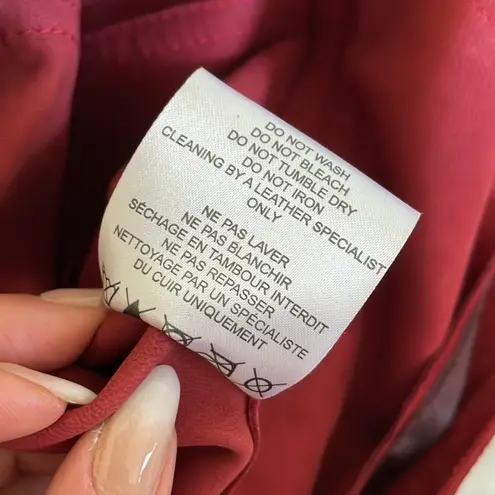 DO NOT WASH
DO NOT BLEACH
DO NOT TUMBLE DRY
DO NOT IRON
CLEANING BY A LEATHER SPECIALIST
ONLY
NE PAS LAVER
NE PAS BLANCHIR
SÉCHAGE EN TAMBOUR INTERDIT
NE PAS REPASSER
NETTOYAGE PAR UN SPÉCIALISTE
DU CUIR UNIQUEMENT